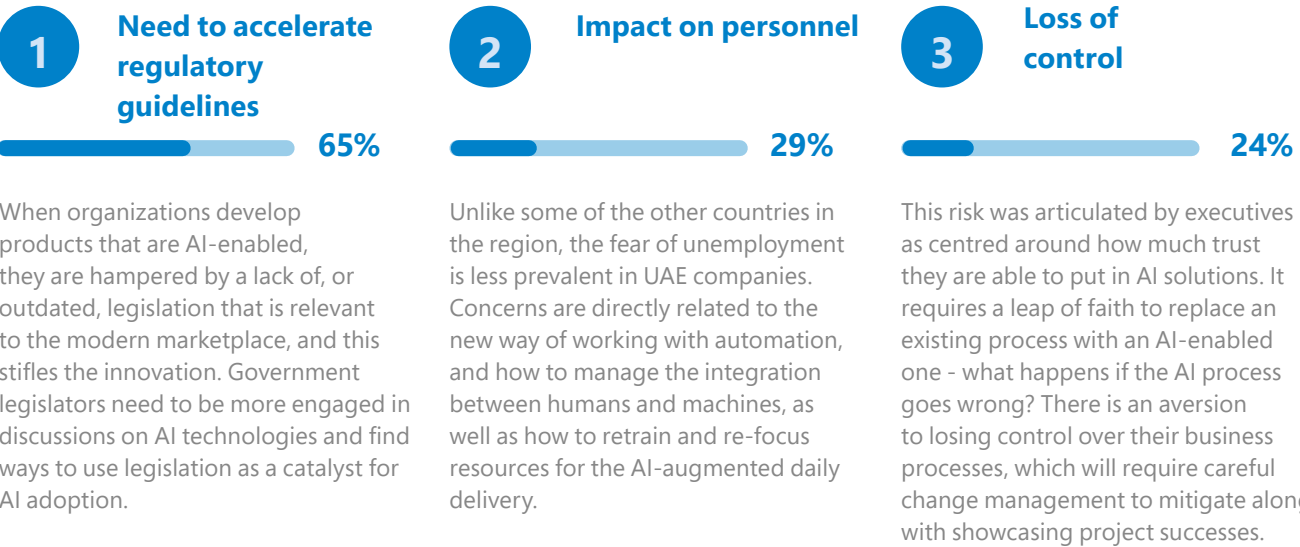 1
Need to accelerate
regulatory
guidelines
65%
When organizations develop
products that are AI-enabled,
they are hampered by a lack of, or
outdated, legislation that is relevant
to the modern marketplace, and this
stifles the innovation. Government
legislators need to be more engaged in
discussions on AI technologies and find
ways to use legislation as a catalyst for
AI adoption.
2
Impact on personnel
29%
Unlike some of the other countries in
the region, the fear of unemployment
is less prevalent in UAE companies.
Concerns are directly related to the
new way of working with automation,
and how to manage the integration
between humans and machines, as
well as how to retrain and re-focus
resources for the AI-augmented daily
delivery.
3
Loss of
control
24%
This risk was articulated by executives
as centred around how much trust
they are able to put in AI solutions. It
requires a leap of faith to replace an
existing process with an AI-enabled
one - what happens if the AI process
goes wrong? There is an aversion
to losing control over their business
processes, which will require careful
change management to mitigate along
with showcasing project successes.